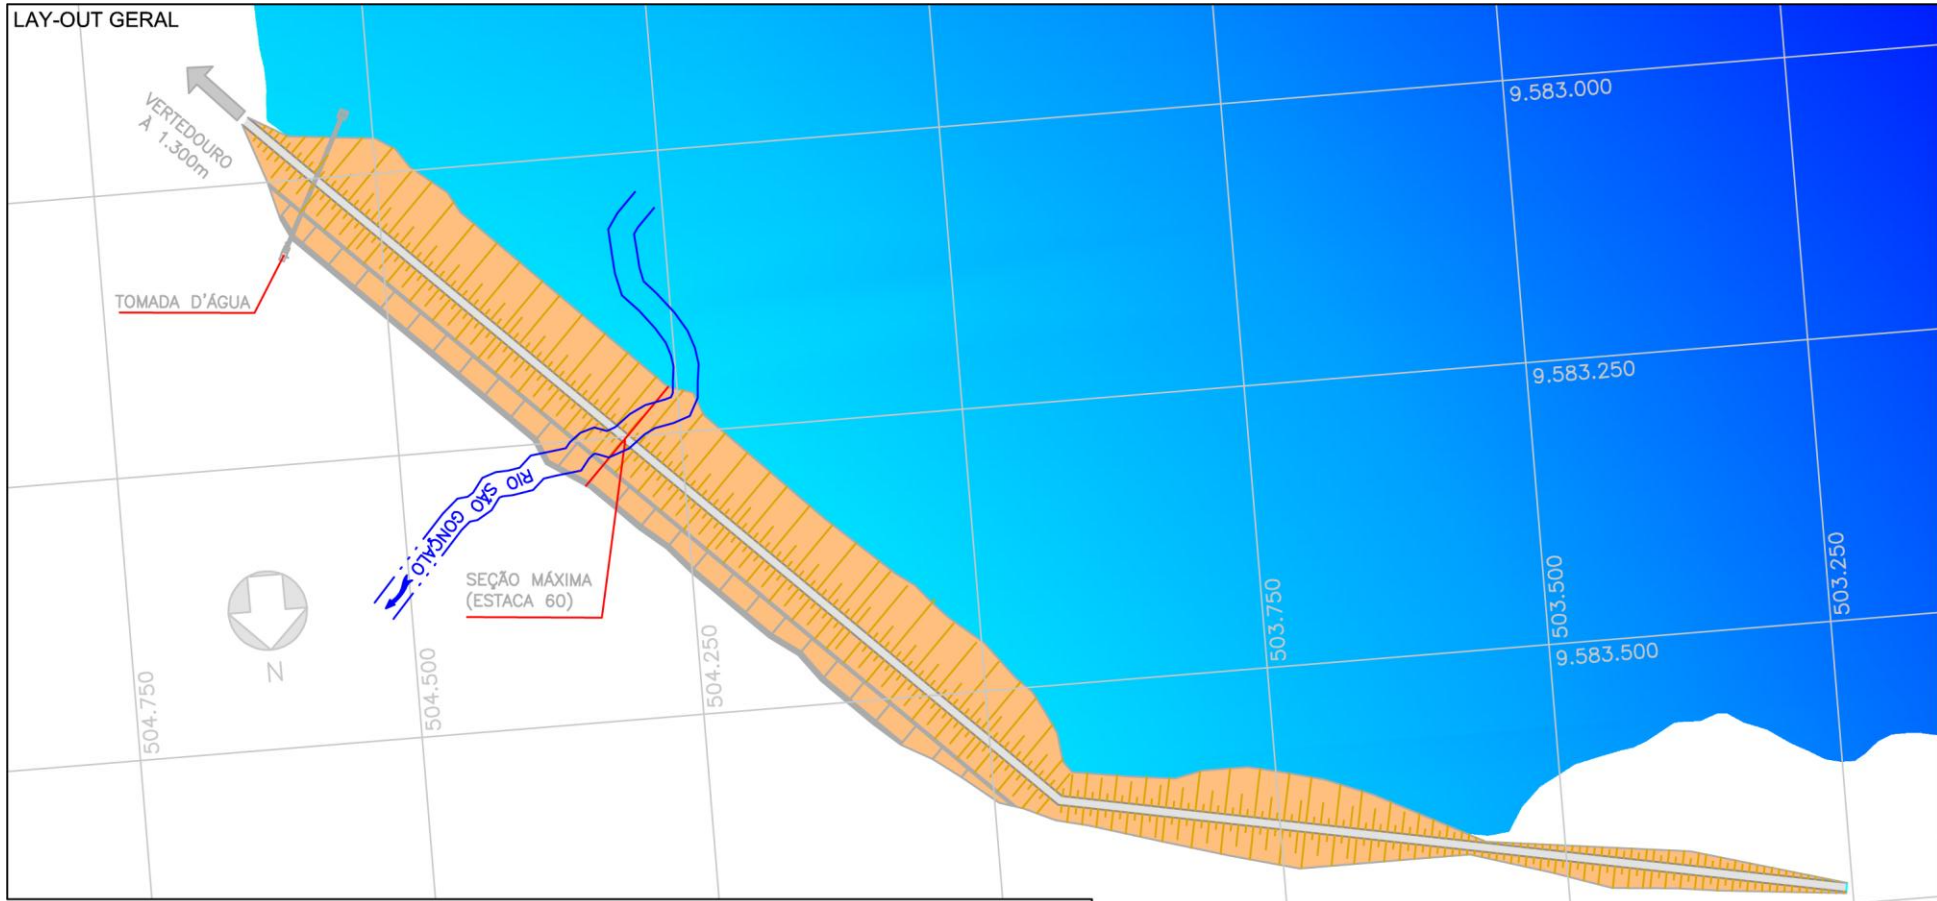 LAY-OUT GERAL
VERTEDOURO
À 1.300m
9.583.000
TOMADA D'ÁGUA
9.583.250
RIO SÃO GONÇALO
SEÇÃO MÁXIMA
(ESTACA 60)
N
504.750
504.500
504.250
503.750
503.500
503.250
9.583.500